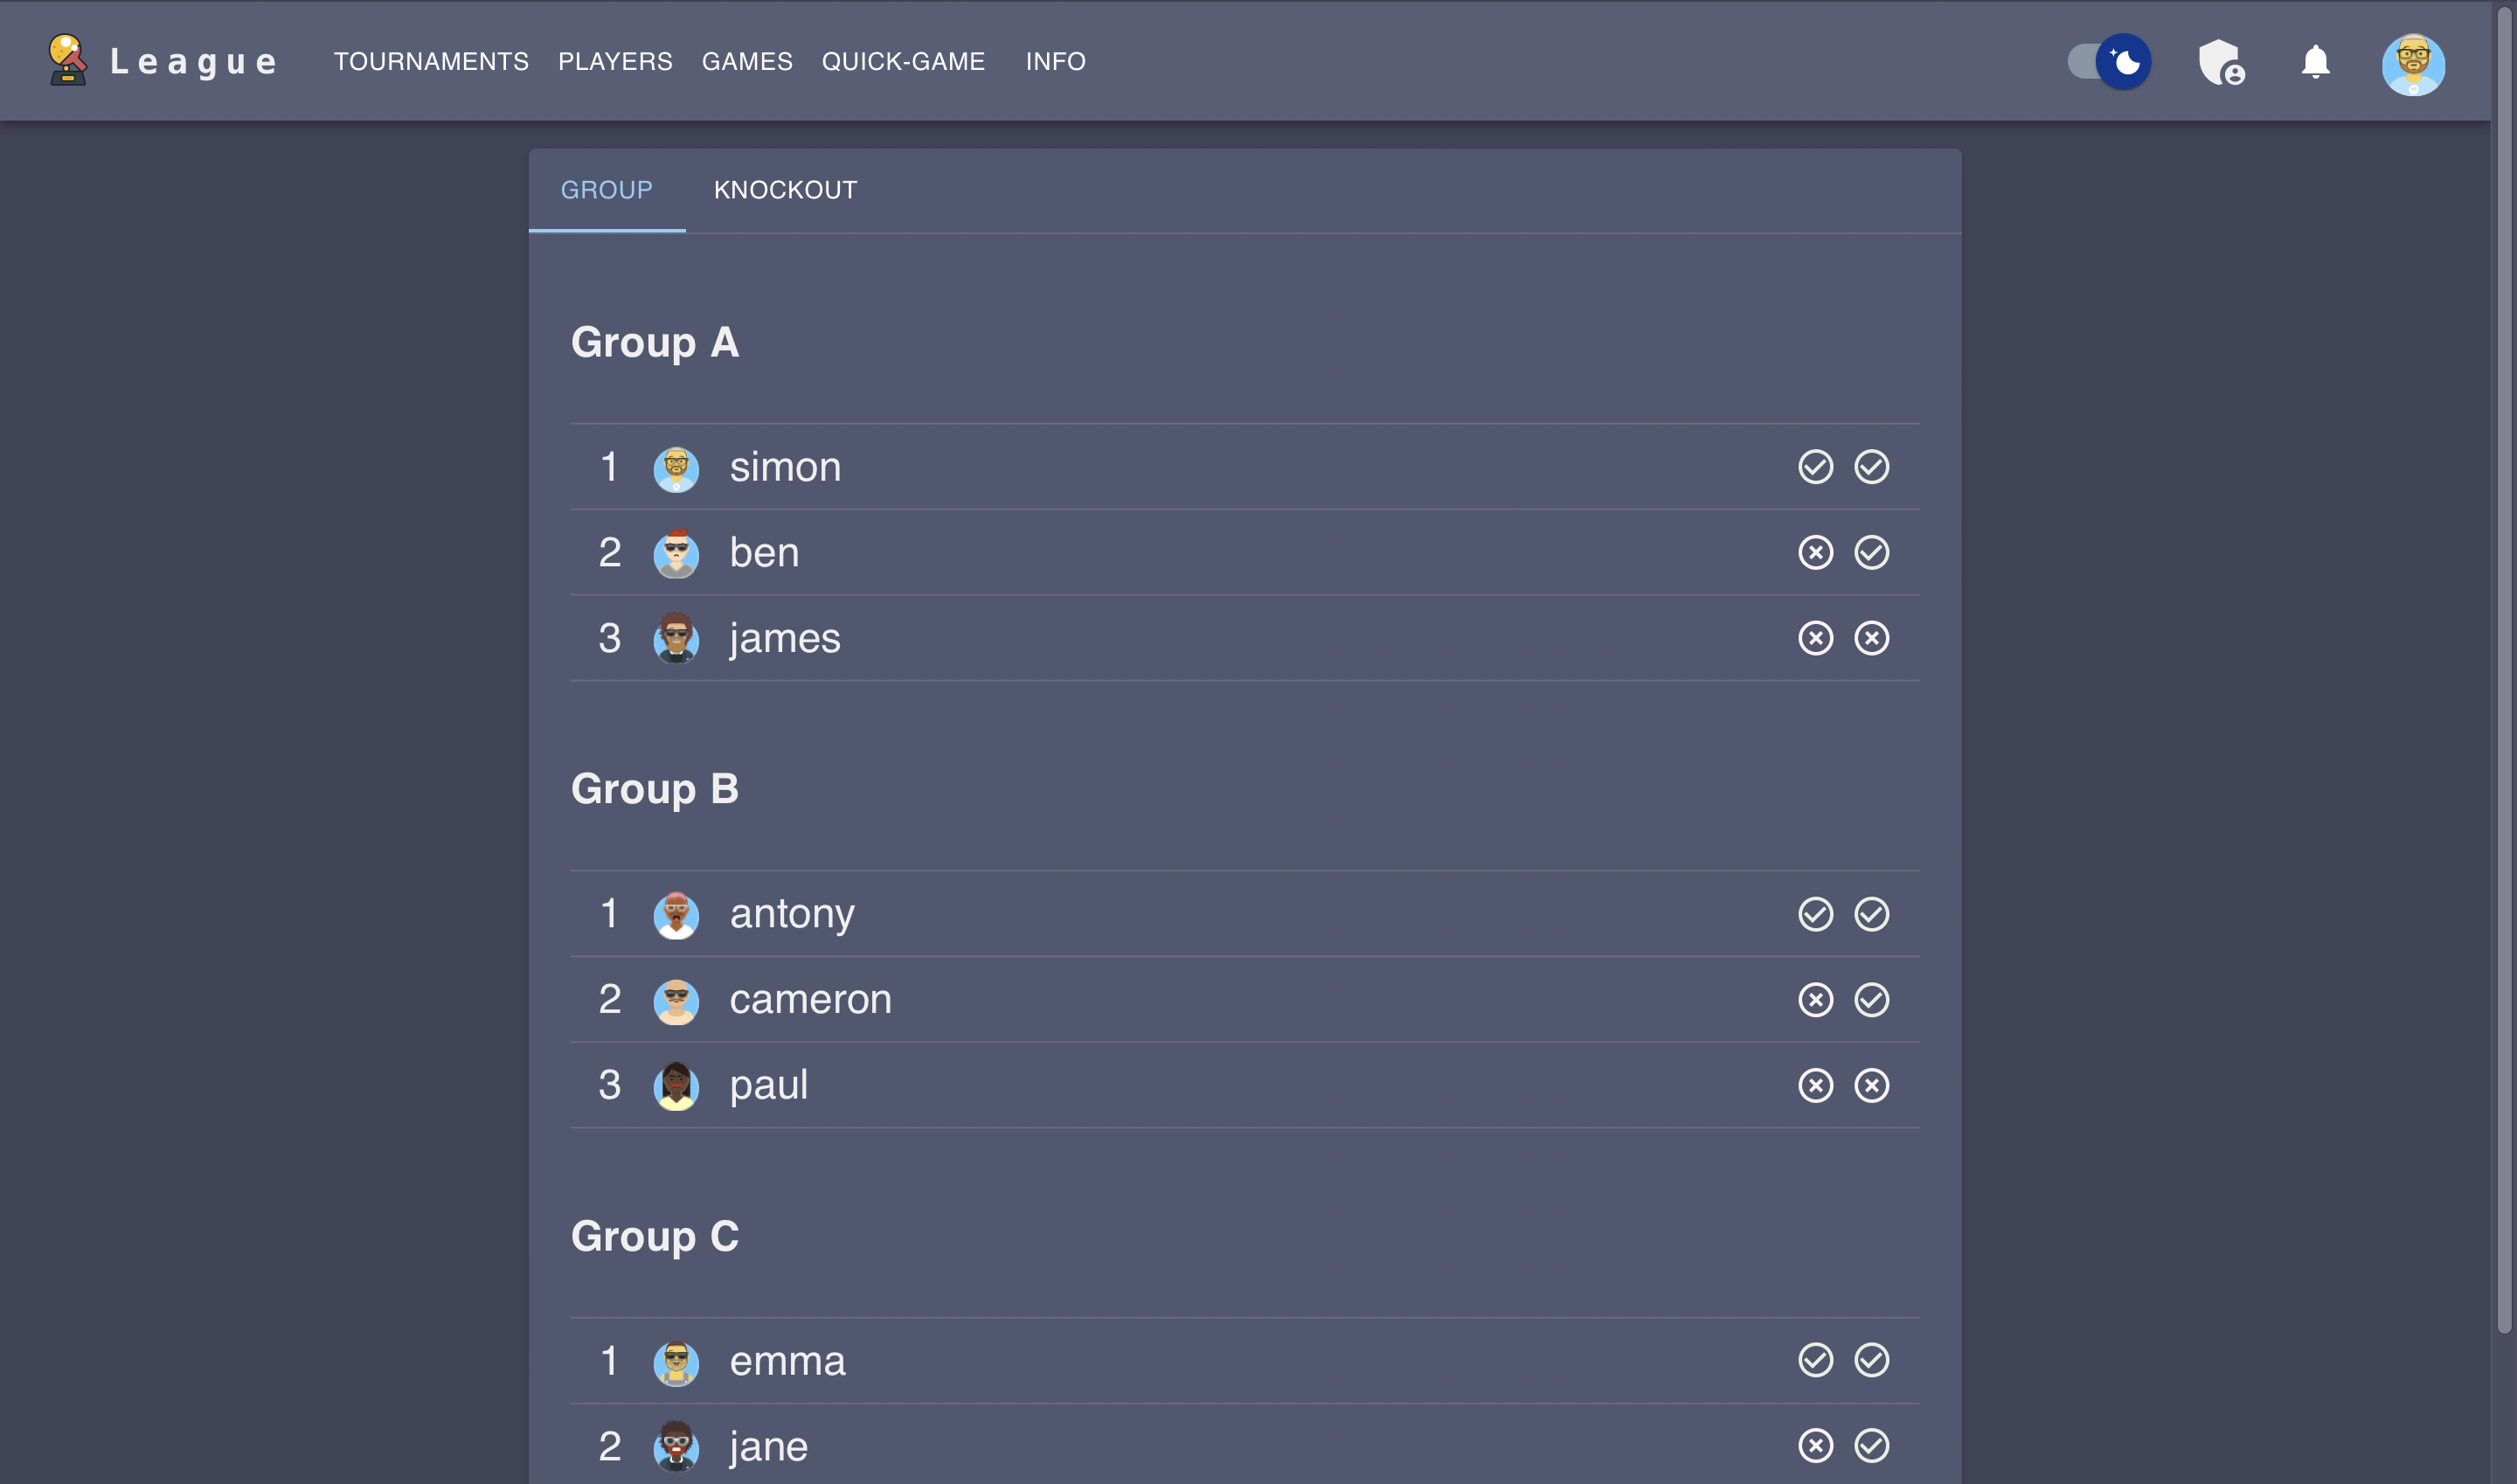 League TOURNAMENTS PLAYERS GAMES QUICK-GAME INFO
GROUP KNOCKOUT
Group A
1 simon
2 ben
3 james
Group B
1 antony
2 cameron
3 paul
Group C
1 emma
2 jane